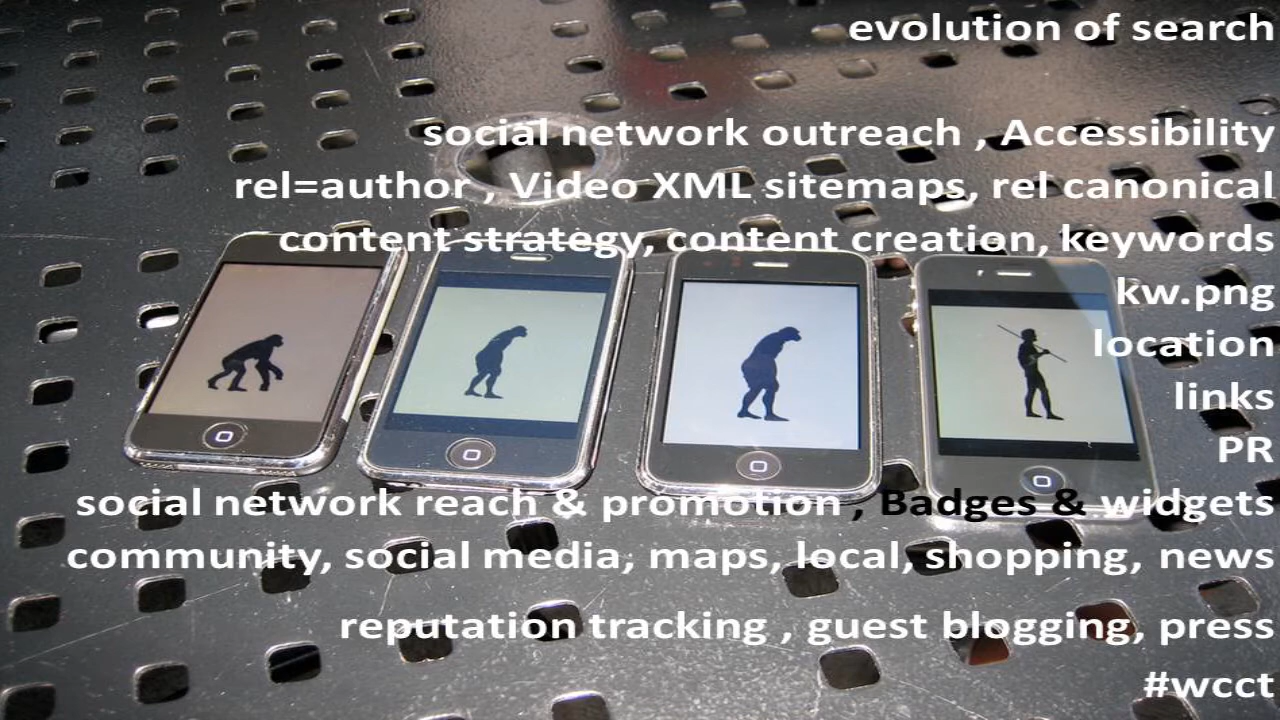 evolution of search
social network outreach , Accessibility
rel=author , Video XML sitemaps, rel canonical
content strategy, content creation, keywords
kw.png
location
links
PR
social network reach & promotion , Badges & widgets
community, social media, maps, local, shopping, news
reputation tracking , guest blogging, press
#wcct